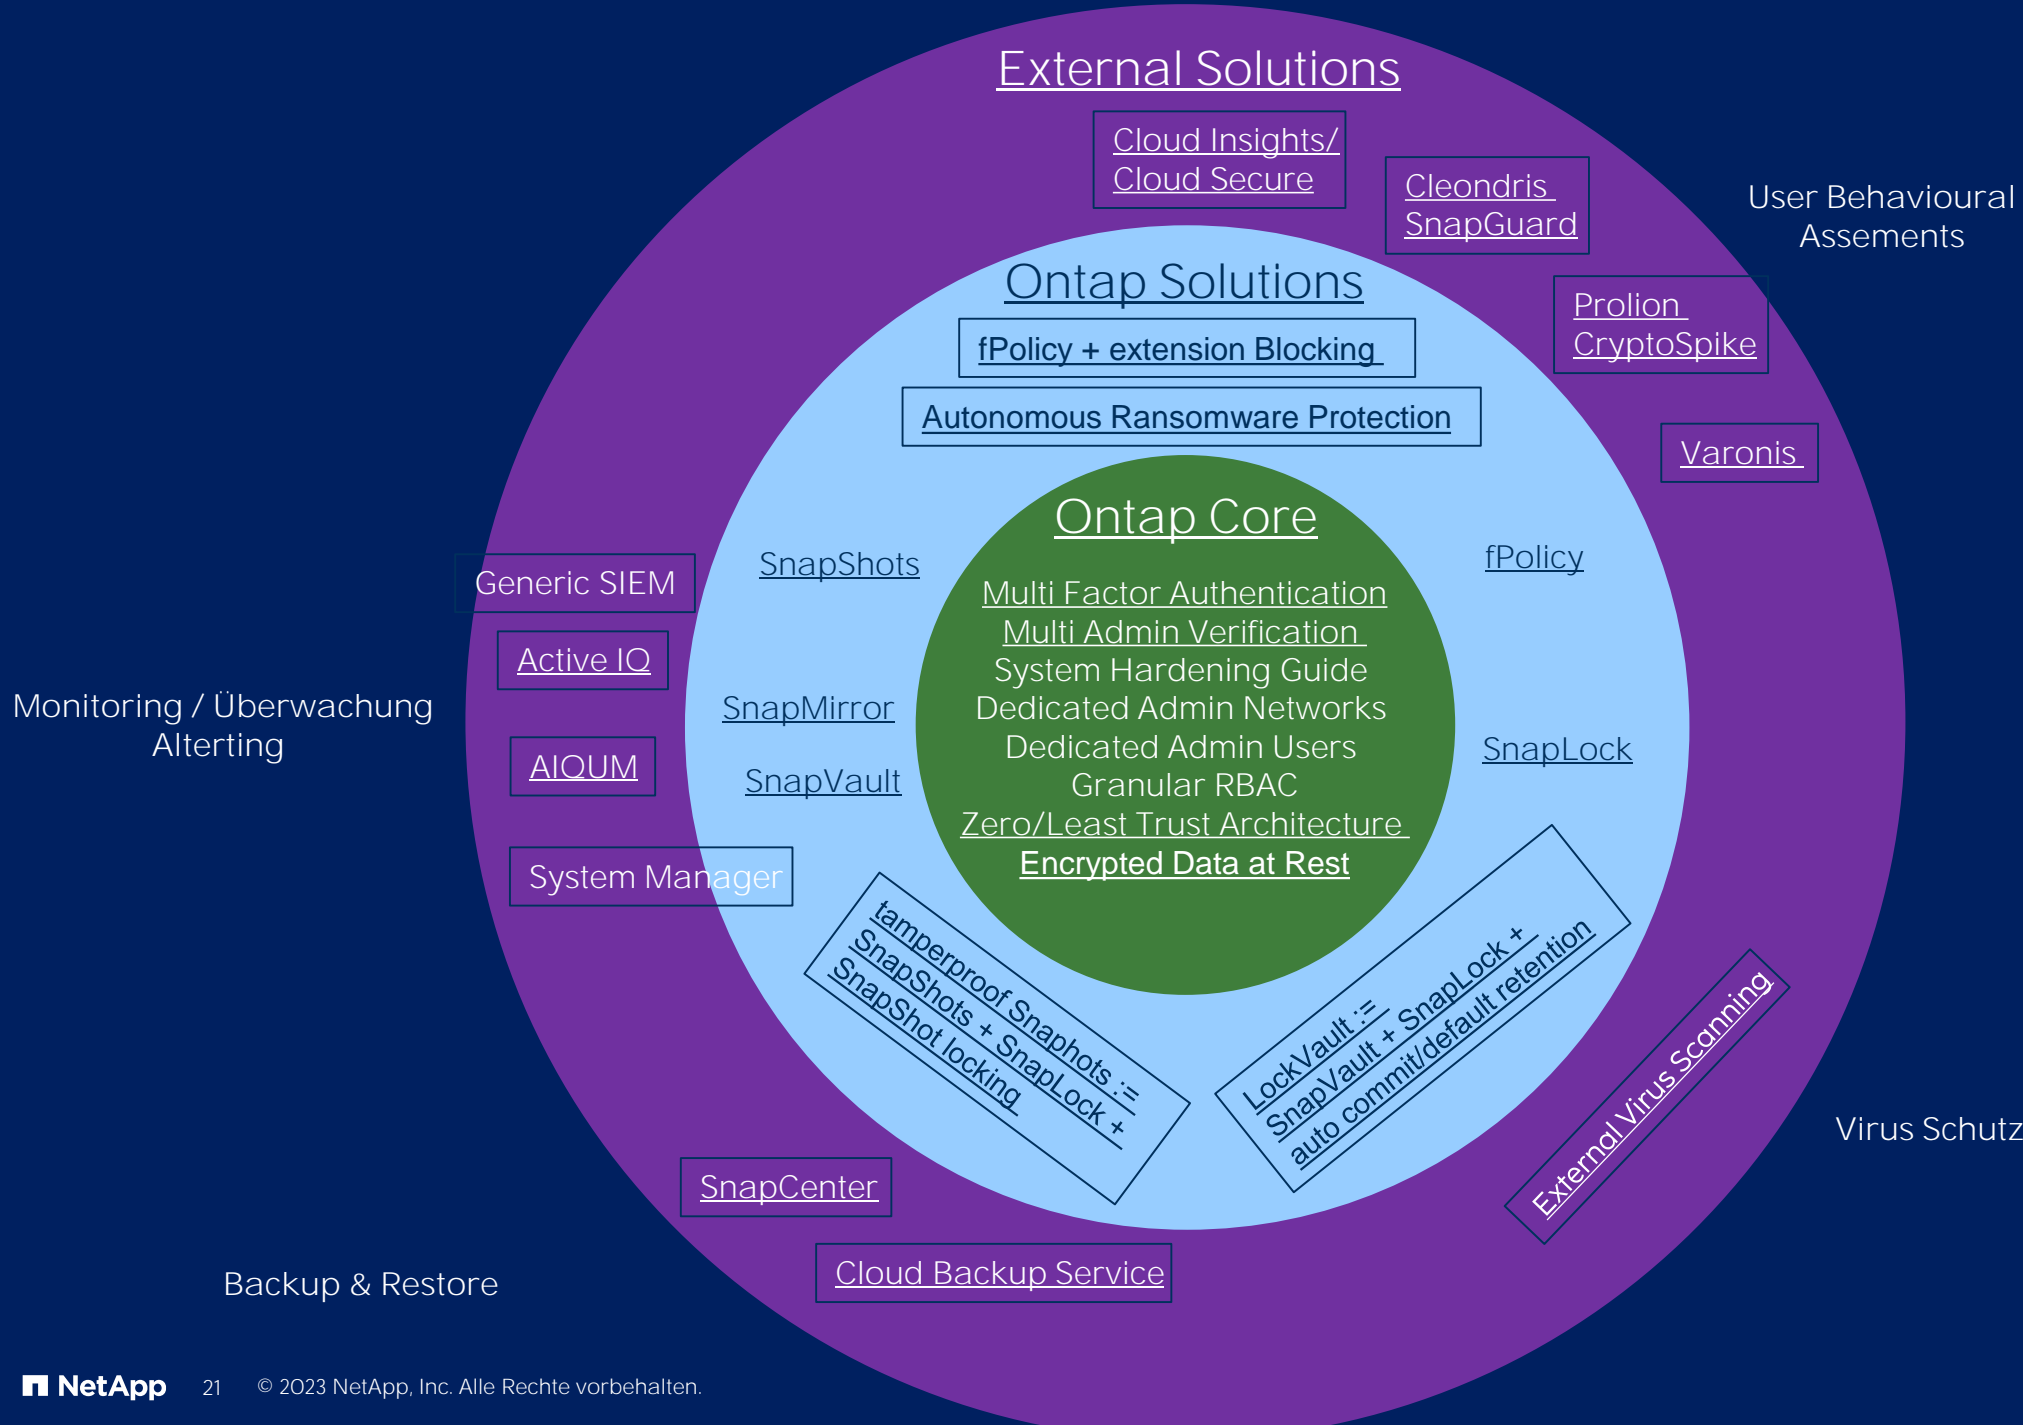 External Solutions
Cloud Insights/
Cloud Secure
Cleondris
SnapGuard
User Behavioural
Assements
Prolion
CryptoSpike
Varonis
Ontap Solutions
fPolicy + extension Blocking
Autonomous Ransomware Protection
SnapShots
fPolicy
SnapMirror
SnapVault
SnapLock
Ontap Core
Multi Factor Authentication
Multi Admin Verification
System Hardening Guide
Dedicated Admin Networks
Dedicated Admin Users
Granular RBAC
Zero/Least Trust Architecture
Encrypted Data at Rest
Generic SIEM
Active IQ
AIQUM
System Manager
Monitoring / Überwachung
Alterting
tamperproof Snaphots :=
SnapShots + SnapLock +
SnapShot locking
LockVault :=
SnapVault + SnapLock +
auto commit/default retention
External Virus Scanning
Virus Schutz
SnapCenter
Cloud Backup Service
Backup & Restore
NetApp
21
© 2023 NetApp, Inc. Alle Rechte vorbehalten.